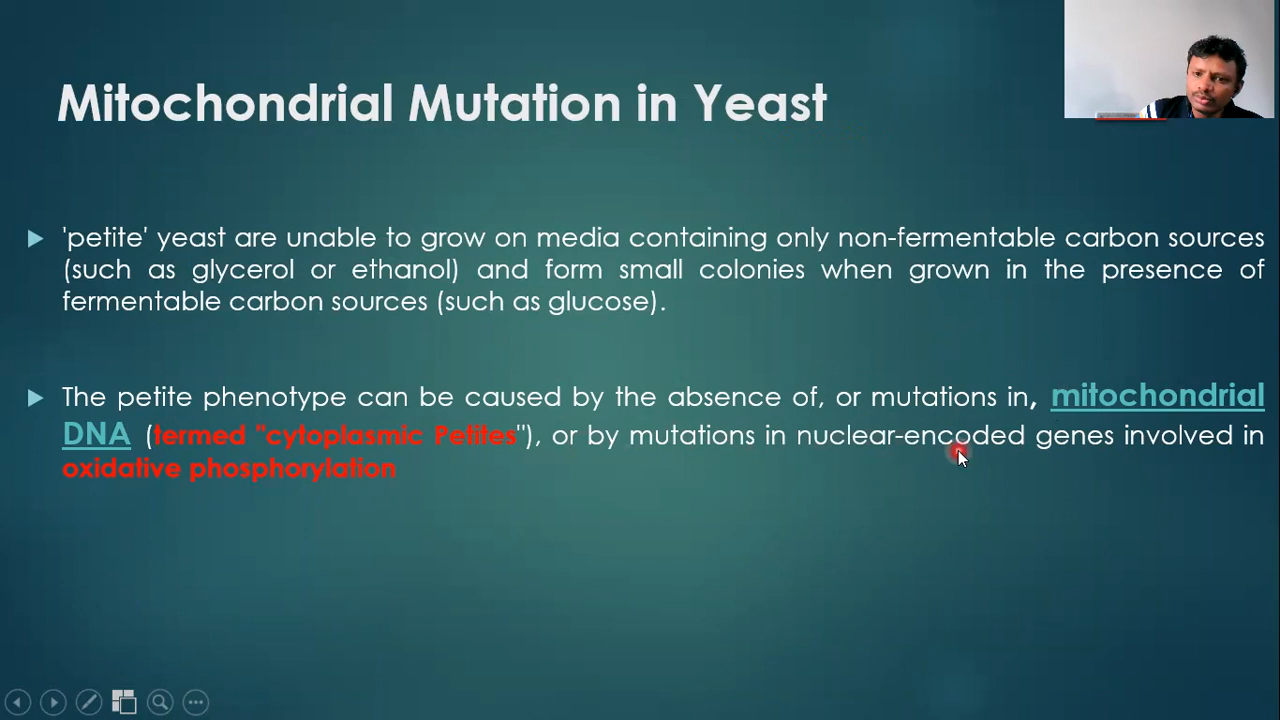 Mitochondrial Mutation in Yeast
'petite' yeast are unable to grow on media containing only non-fermentable carbon sources
(such as glycerol or ethanol) and form small colonies when grown in the presence of
fermentable carbon sources (such as glucose).
The petite phenotype can be caused by the absence of, or mutations in, mitochondrial
DNA (termed "cytoplasmic Petites"), or by mutations in nuclear-encoded genes involved in
oxidative phosphorylation